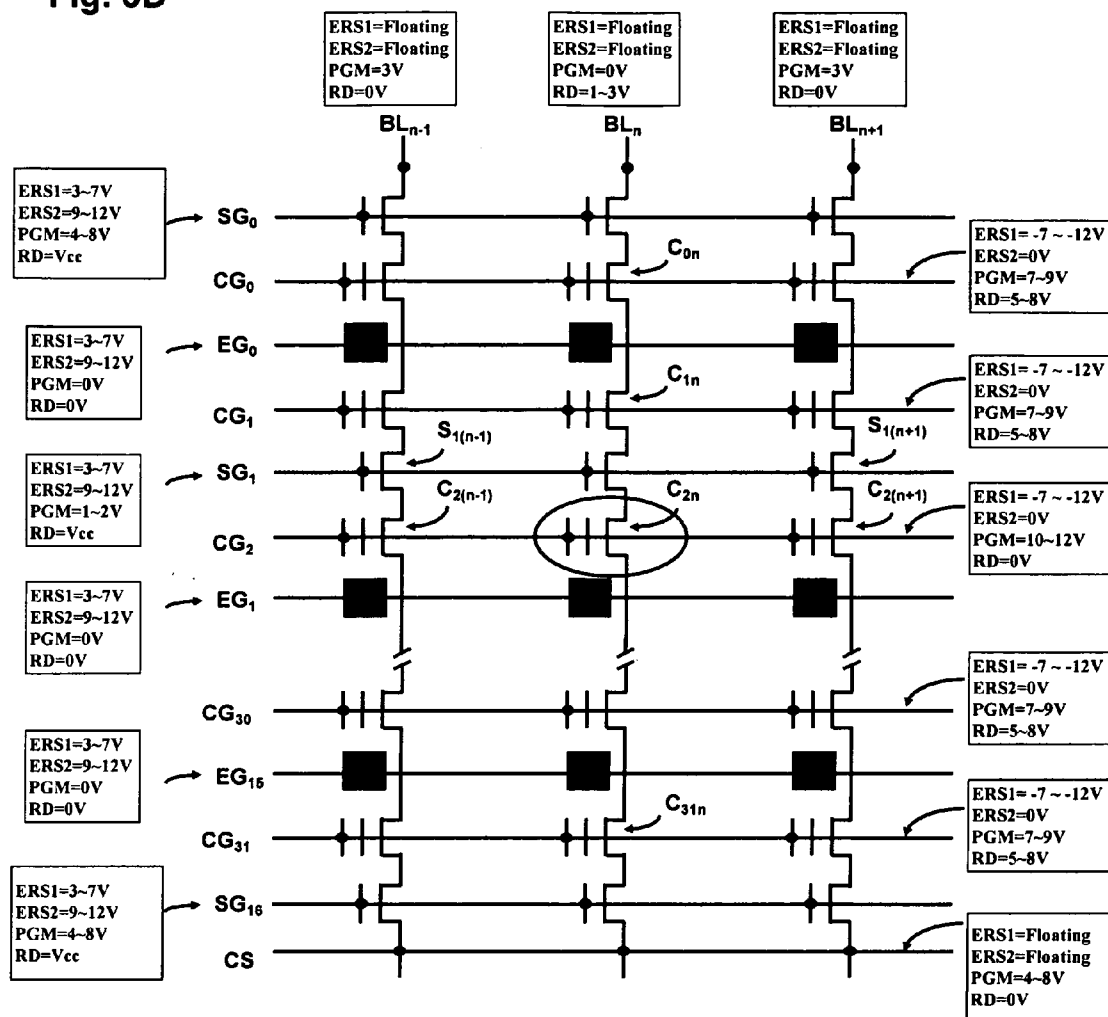 Fig. 6D
ERS1=Floating
ERS2=Floating
PGM=3V
RD=0V
ERS1=Floating
ERS2=Floating
PGM=0V
RD=1~3V
ERS1=Floating
ERS2=Floating
PGM=3V
RD=0V
BLn-1
BLn
BLn+1
ERS1=3~7V
ERS2=9~12V
PGM=4~8V
RD=Vcc
SG0
C0n
CG0
ERS1= -7 ~ -12V
ERS2=0V
PGM=7~9V
RD=5~8V
ERS1=3~7V
ERS2=9~12V
PGM=0V
RD=0V
EG0
C1n
CG1
ERS1= -7 ~ -12V
ERS2=0V
PGM=7~9V
RD=5~8V
S1(n-1)
S1(n+1)
ERS1=3~7V
ERS2=9~12V
PGM=1~2V
RD=Vcc
SG1
C2(n-1)
C2n
C2(n+1)
CG2
ERS1= -7 ~ -12V
ERS2=0V
PGM=10~12V
RD=0V
ERS1=3~7V
ERS2=9~12V
PGM=0V
RD=0V
EG1
CG30
ERS1= -7 ~ -12V
ERS2=0V
PGM=7~9V
RD=5~8V
ERS1=3~7V
ERS2=9~12V
PGM=0V
RD=0V
EG15
C31n
CG31
ERS1= -7 ~ -12V
ERS2=0V
PGM=7~9V
RD=5~8V
ERS1=3~7V
ERS2=9~12V
PGM=4~8V
RD=Vcc
SG16
CS
ERS1=Floating
ERS2=Floating
PGM=4~8V
RD=0V